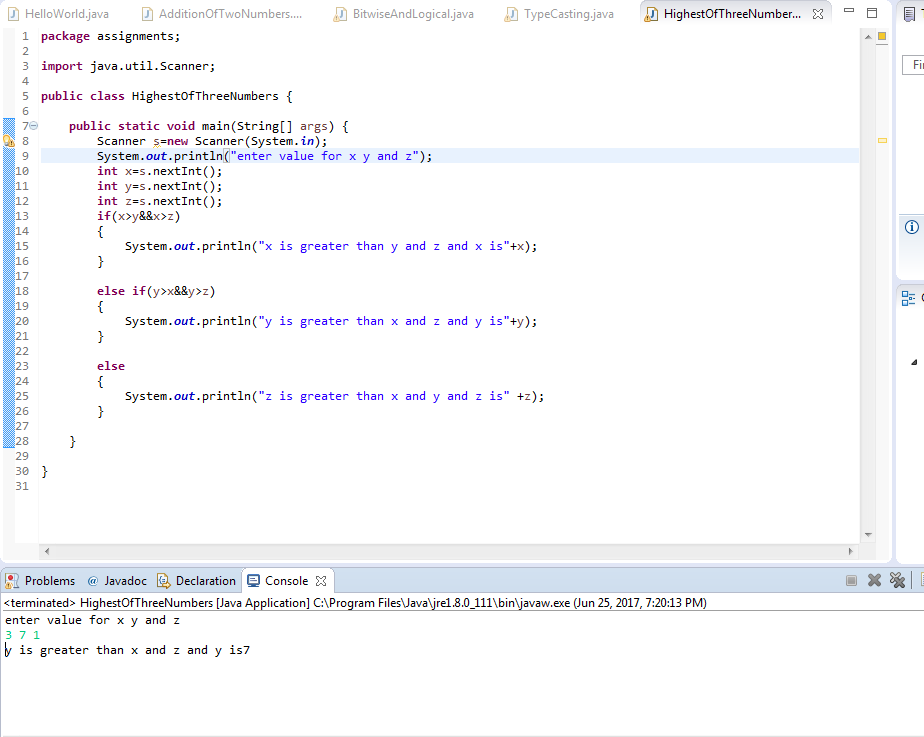 HelloWorld.java AdditionOfTwoNumbers.... BitwiseAndLogical.java TypeCasting.java HighestOfThreeNumber...
1 package assignments;
2
3 import java.util.Scanner;
4
5 public class HighestOfThreeNumbers {
6
7 public static void main(String[] args) {
8 Scanner s=new Scanner(System.in);
9 System.out.println("enter value for x y and z");
10 int x=s.nextInt();
11 int y=s.nextInt();
12 int z=s.nextInt();
13 if(x>y&&x>z)
14 {
15 System.out.println("x is greater than y and z and x is"+x);
16 }
17
18 else if(y>x&&y>z)
19 {
20 System.out.println("y is greater than x and z and y is"+y);
21 }
22
23 else
24 {
25 System.out.println("z is greater than x and y and z is" +z);
26 }
27
28 }
29
30 }
31
Fi
Problems @ Javadoc Declaration Console
<terminated> HighestOfThreeNumbers [Java Application] C:\Program Files\Java\jre1.8.0_111\bin\javaw.exe (Jun 25, 2017, 7:20:13 PM)
enter value for x y and z
3 7 1
y is greater than x and z and y is7